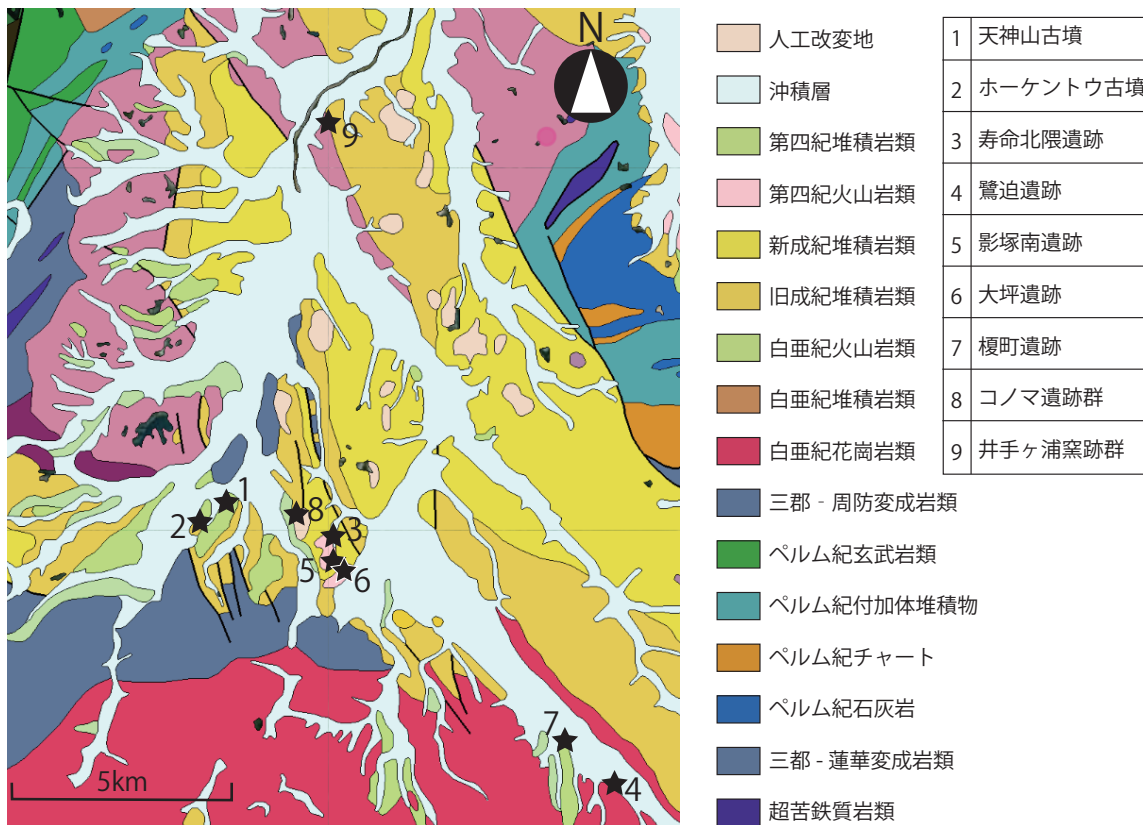 N
9
1
2
8
3
5
6
7
4
5km
人工改変地
沖積層
第四紀堆積岩類
第四紀火山岩類
新成紀堆積岩類
旧成紀堆積岩類
白亜紀火山岩類
白亜紀堆積岩類
白亜紀花崗岩類
三郡 - 周防変成岩類
ペルム紀玄武岩類
ペルム紀付加体堆積物
ペルム紀チャート
ペルム紀石灰岩
三都 - 蓮華変成岩類
超苦鉄質岩類
1 天神山古墳
2 ホーケントウ古墳
3 寿命北隈遺跡
4 鷺迫遺跡
5 影塚南遺跡
6 大坪遺跡
7 榎町遺跡
8 コノマ遺跡群
9 井手ヶ浦窯跡群